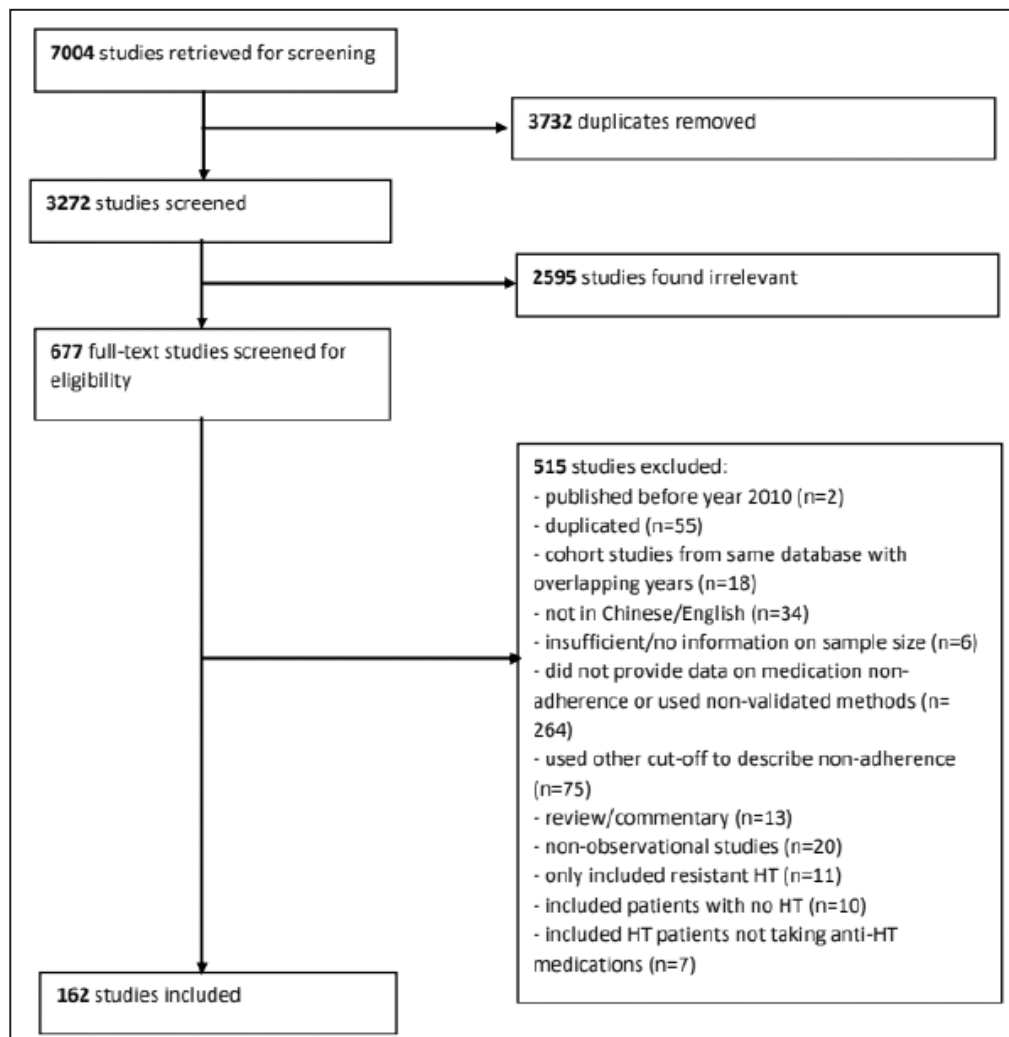 7004 studies retrieved for screening
3732 duplicates removed
3272 studies screened
2595 studies found irrelevant
677 full-text studies screened for
eligibility
515 studies excluded:
- published before year 2010 (n=2)
- duplicated (n=55)
- cohort studies from same database with
overlapping years (n=18)
- not in Chinese/English (n=34)
- insufficient/no information on sample size (n=6)
- did not provide data on medication non-
adherence or used non-validated methods (n=
264)
- used other cut-off to describe non-adherence
(n=75)
- review/commentary (n=13)
- non-observational studies (n=20)
- only included resistant HT (n=11)
- included patients with no HT (n=10)
- included HT patients not taking anti-HT
medications (n=7)
162 studies included